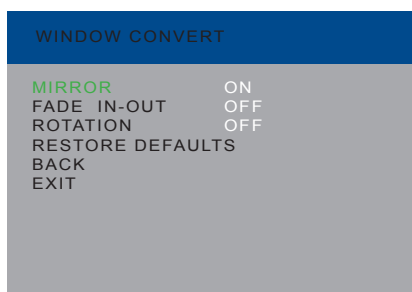 WINDOW CONVERT
MIRROR ON
FADE IN-OUT OFF
ROTATION OFF
RESTORE DEFAULTS
BACK
EXIT